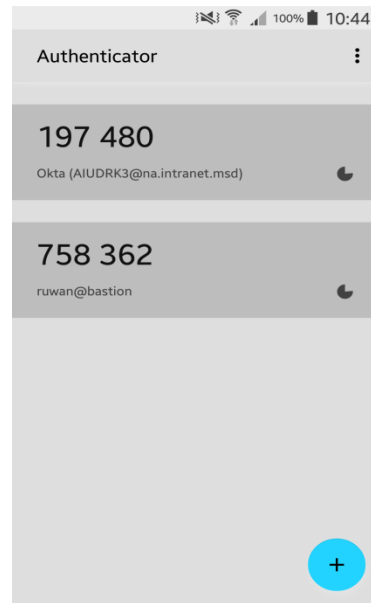 100% 10:44
Authenticator
197 480
Okta (AIUDRK3@na.intranet.msd)
758 362
ruwan@bastion
+